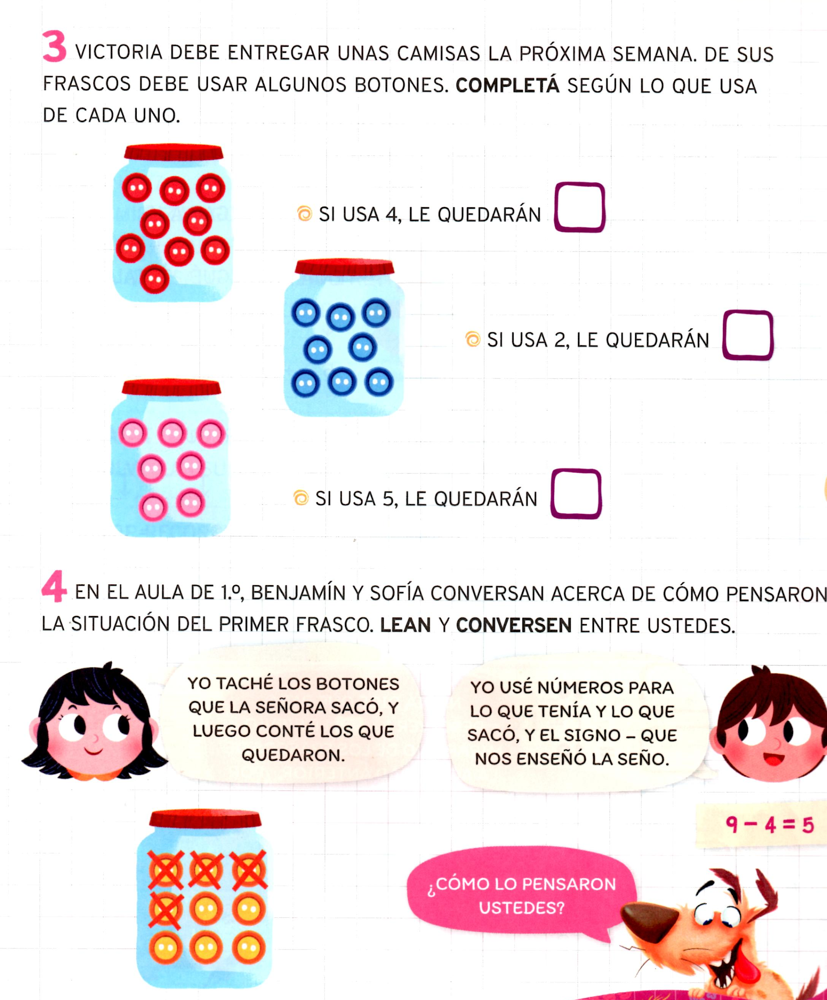 3 VICTORIA DEBE ENTREGAR UNAS CAMISAS LA PRÓXIMA SEMANA. DE SUS
FRASCOS DEBE USAR ALGUNOS BOTONES. COMPLETÁ SEGÚN LO QUE USA
DE CADA UNO.
SI USA 4, LE QUEDARÁN
SI USA 2, LE QUEDARÁN
SI USA 5, LE QUEDARÁN
4 EN EL AULA DE 1.º, BENJAMÍN Y SOFÍA CONVERSAN ACERCA DE CÓMO PENSARON
LA SITUACIÓN DEL PRIMER FRASCO. LEAN Y CONVERSEN ENTRE USTEDES.
YO TACHÉ LOS BOTONES
QUE LA SEÑORA SACÓ, Y
LUEGO CONTÉ LOS QUE
QUEDARON.
YO USÉ NÚMEROS PARA
LO QUE TENÍA Y LO QUE
SACÓ, Y EL SIGNO – QUE
NOS ENSEÑÓ LA SEÑO.
9 – 4 = 5
¿CÓMO LO PENSARON
USTEDES?